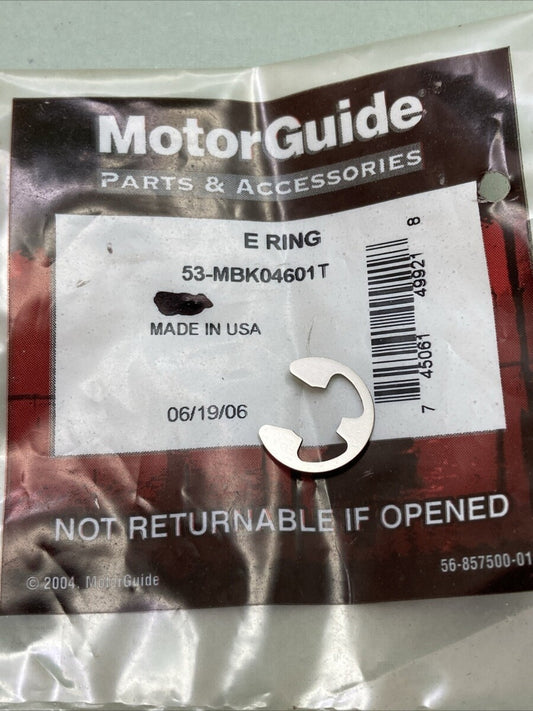 MotorGuide
PARTS & ACCESSORIES
E RING
53-MBK04601T
MADE IN USA
06/19/06
7 45061 49921 8
NOT RETURNABLE IF OPENED
© 2004, MotorGuide
56-857500-01